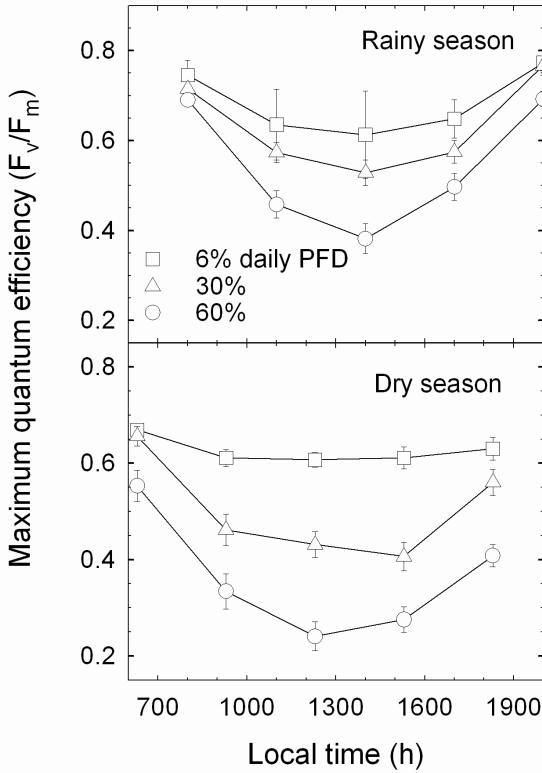 Maximum quantum efficiency (Fv/Fm)
0.8
0.6
0.4
0.2
Rainy season
6% daily PFD
30%
60%
0.8
0.6
0.4
0.2
Dry season
700 1000 1300 1600 1900
Local time (h)